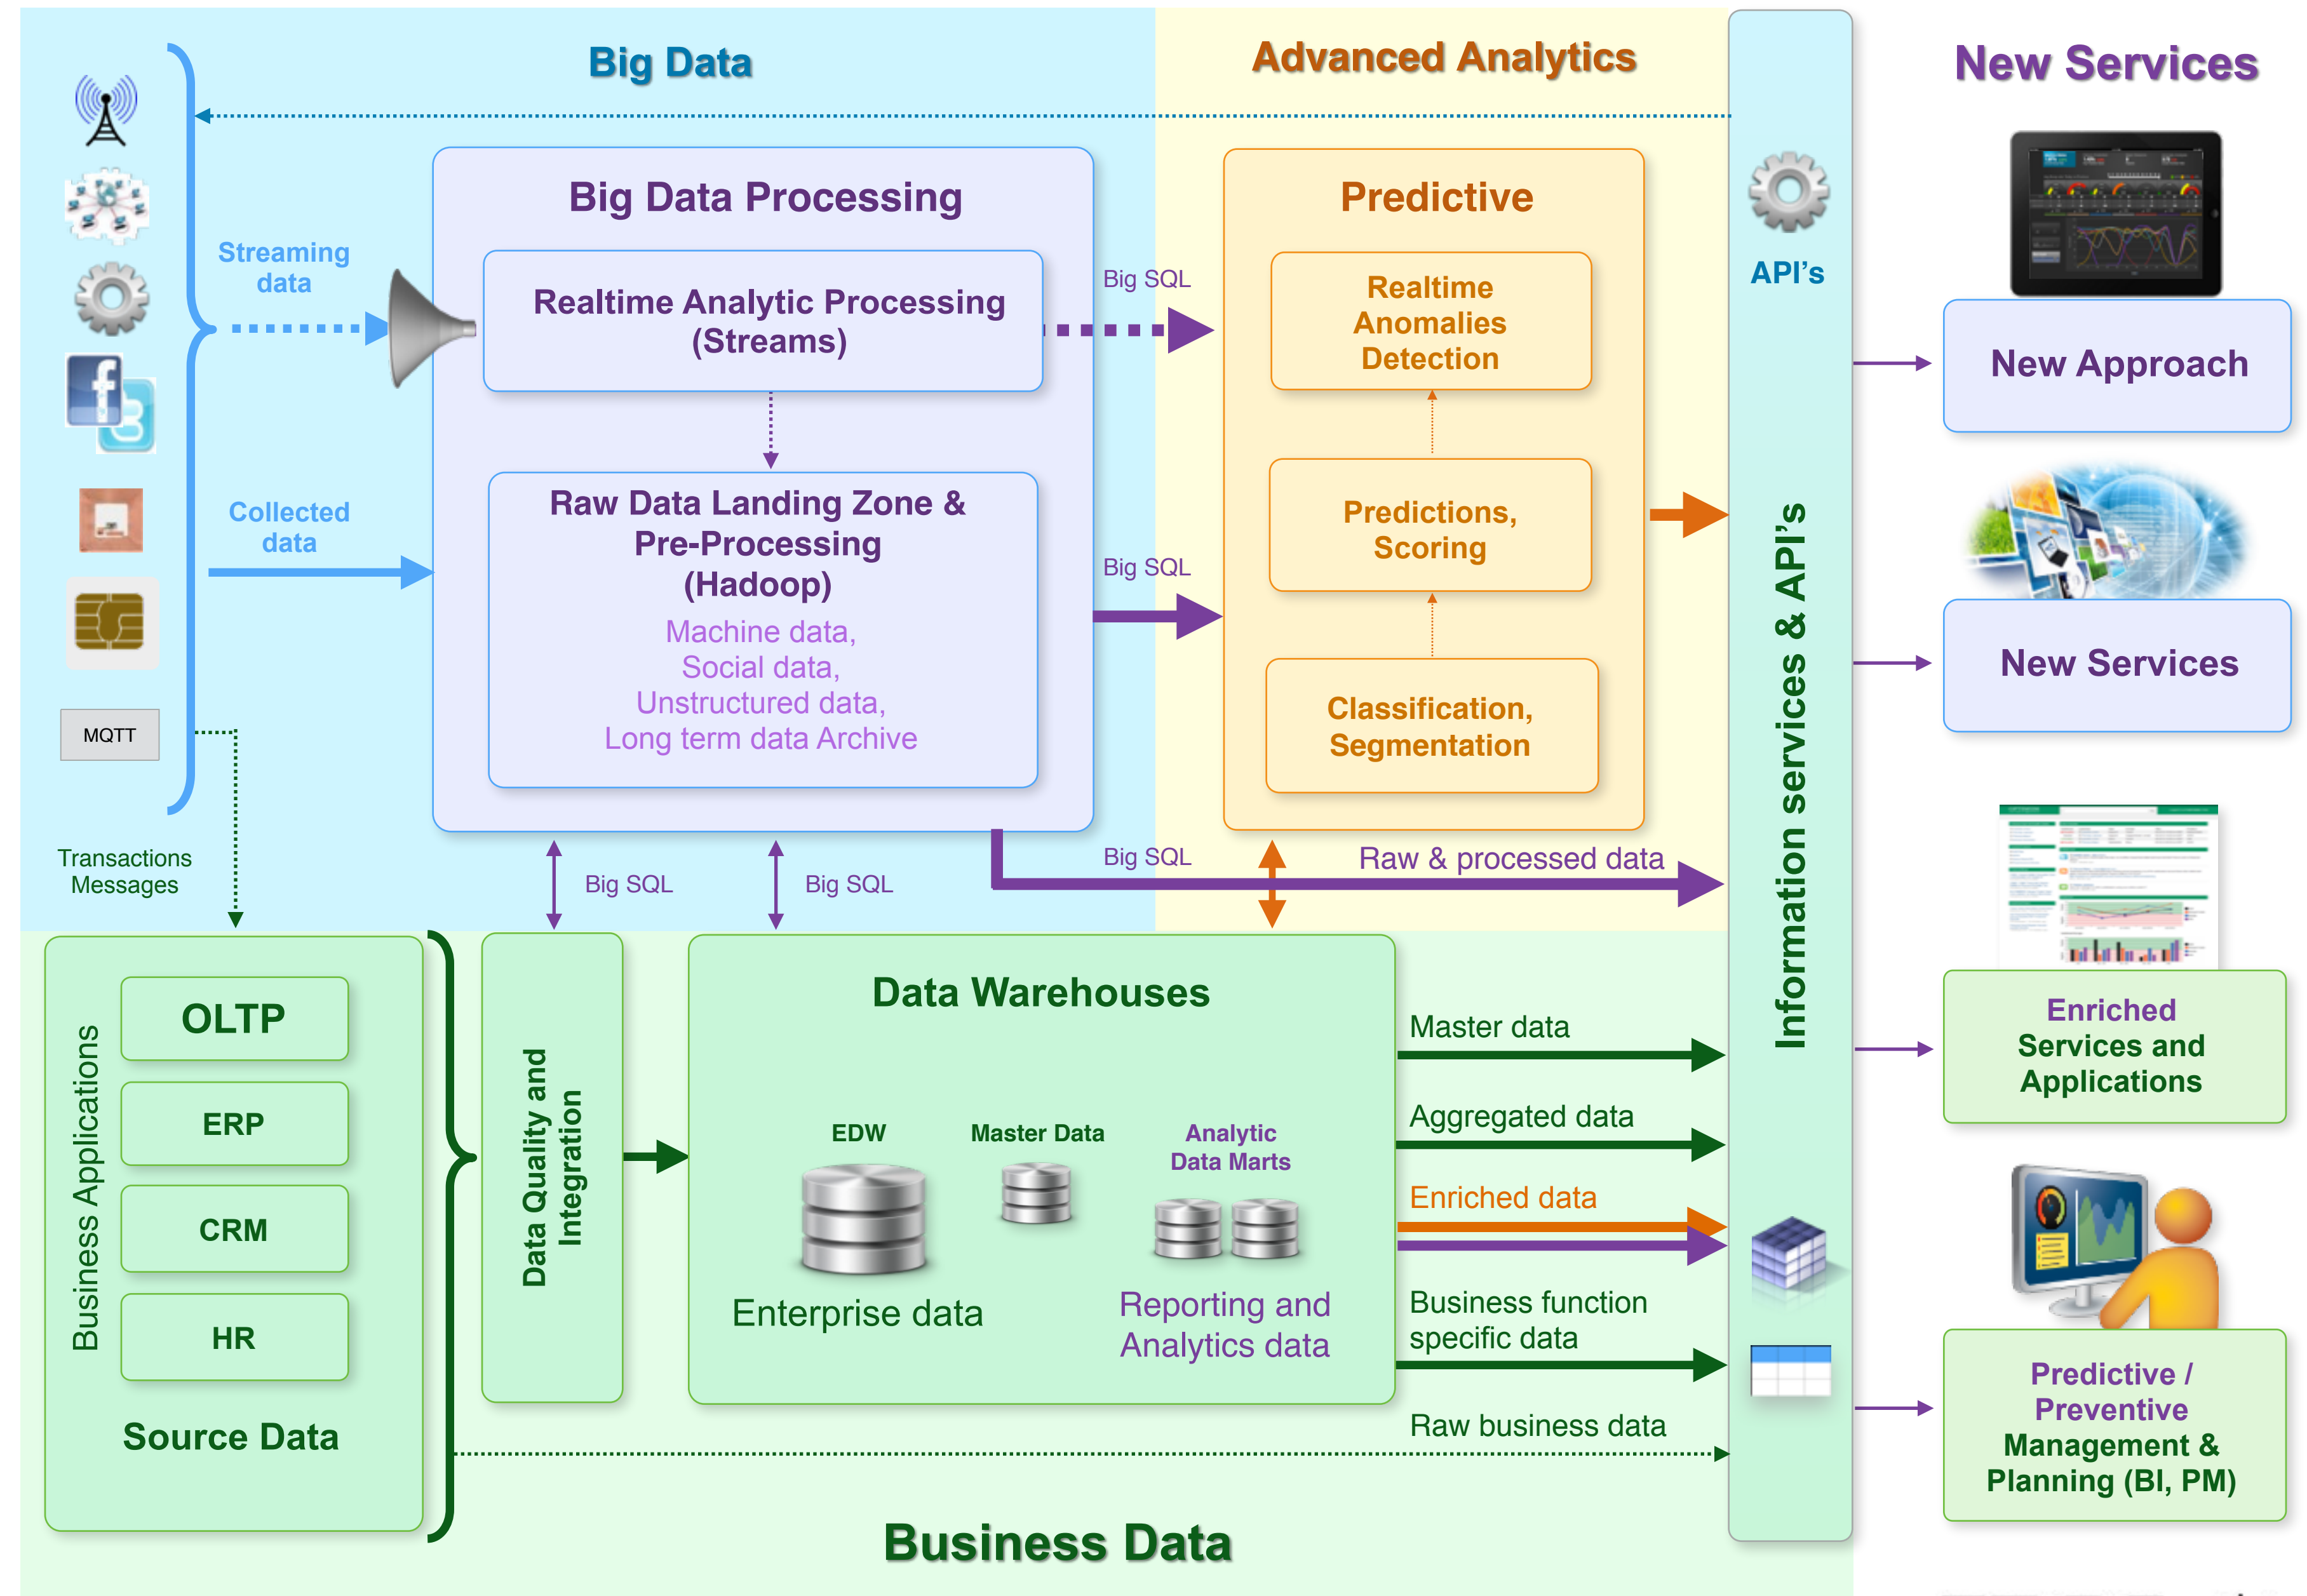 Big Data
Advanced Analytics
New Services
Big Data Processing
Predictive
API's
Streaming
data
Realtime Analytic Processing
(Streams)
Big SQL
Realtime
Anomalies
Detection
New Approach
Collected
data
Raw Data Landing Zone &
Pre-Processing
(Hadoop)
Machine data,
Social data,
Unstructured data,
Long term data Archive
Big SQL
Predictions,
Scoring
Classification,
Segmentation
Information services & API's
New Services
MQTT
Transactions
Messages
Big SQL
Big SQL
Big SQL
Raw & processed data
Business Applications
OLTP
ERP
CRM
HR
Source Data
Data Quality and
Integration
Data Warehouses
EDW
Master Data
Analytic
Data Marts
Enterprise data
Reporting and
Analytics data
Master data
Aggregated data
Enriched data
Business function
specific data
Raw business data
Enriched
Services and
Applications
Predictive /
Preventive
Management &
Planning (BI, PM)
Business Data